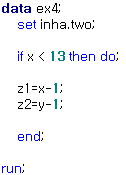 data ex4;
set inha.two;
if x < 13 then do;
z1=x-1;
z2=y-1;
end;
run;